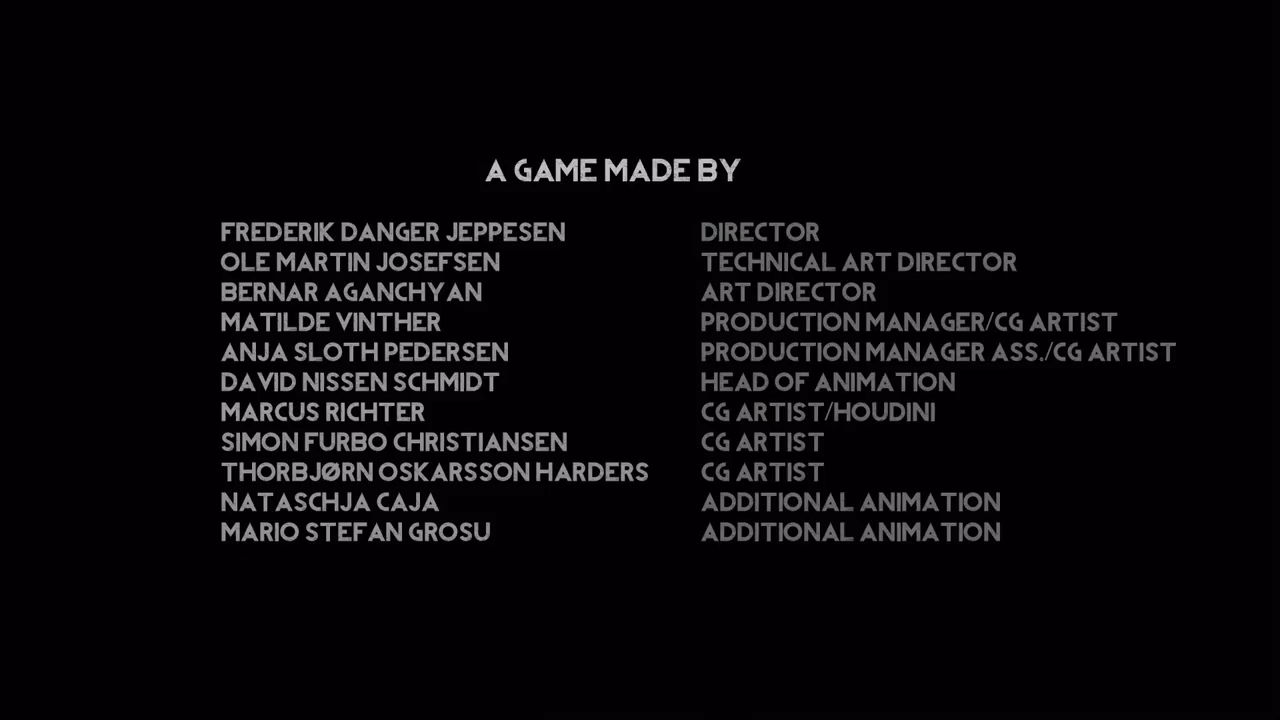 A GAME MADE BY
FREDERIK DANGER JEPPESEN DIRECTOR
OLE MARTIN JOSEFSEN TECHNICAL ART DIRECTOR
BERNAR AGANCHYAN ART DIRECTOR
MATILDE VINTHER PRODUCTION MANAGER/CG ARTIST
ANJA SLOTH PEDERSEN PRODUCTION MANAGER ASS./CG ARTIST
DAVID NISSEN SCHMIDT HEAD OF ANIMATION
MARCUS RICHTER CG ARTIST/HOUDINI
SIMON FURBO CHRISTIANSEN CG ARTIST
THORBJØRN OSKARSSON HARDERS CG ARTIST
NATASCHJA CAJA ADDITIONAL ANIMATION
MARIO STEFAN GROSU ADDITIONAL ANIMATION